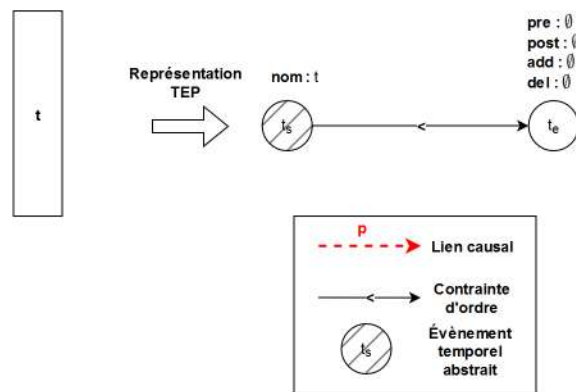 t
Représentation
TEP
nom : t
ts
<
pre : ∅
post : ∅
add : ∅
del : ∅
te
p
Lien causal
<
Contrainte
d'ordre
ts
Évènement
temporel
abstrait